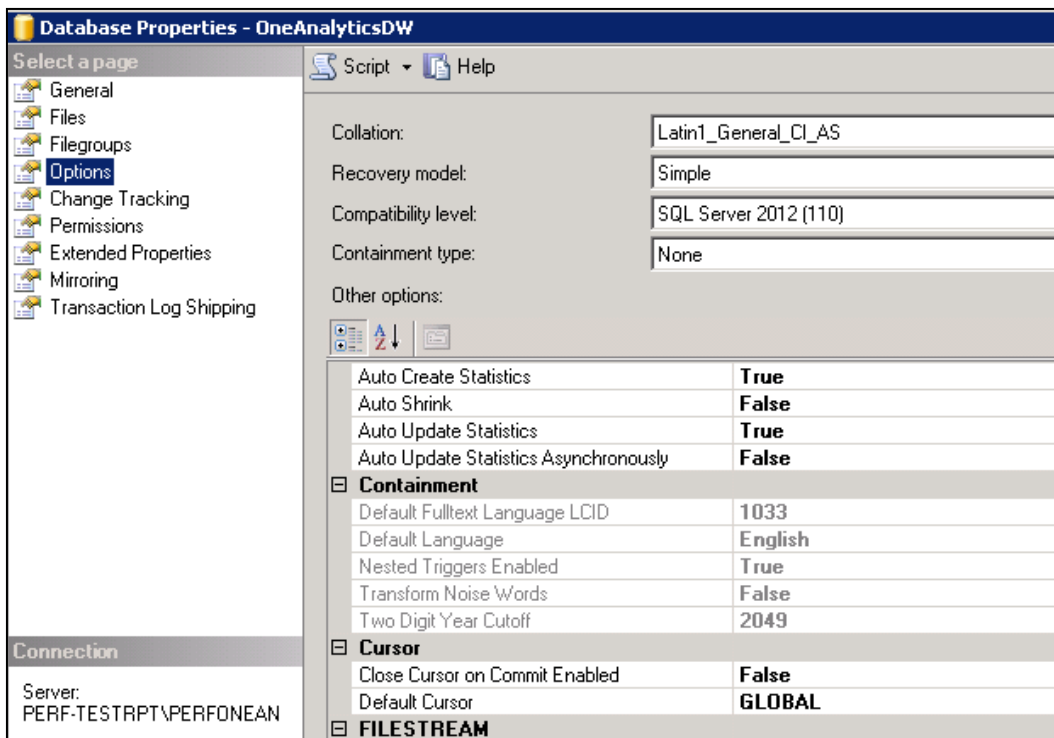 Database Properties - OneAnalyticsDW
Select a page
General
Files
Filegroups
Options
Change Tracking
Permissions
Extended Properties
Mirroring
Transaction Log Shipping
Connection
Server:
PERF-TESTRPT\PERFONEAN
Script Help
Collation: Latin1_General_CI_AS
Recovery model: Simple
Compatibility level: SQL Server 2012 (110)
Containment type: None
Other options:
Auto Create Statistics True
Auto Shrink False
Auto Update Statistics True
Auto Update Statistics Asynchronously False
Containment
Default Fulltext Language LCID 1033
Default Language English
Nested Triggers Enabled True
Transform Noise Words False
Two Digit Year Cutoff 2049
Cursor
Close Cursor on Commit Enabled False
Default Cursor GLOBAL
FILESTREAM